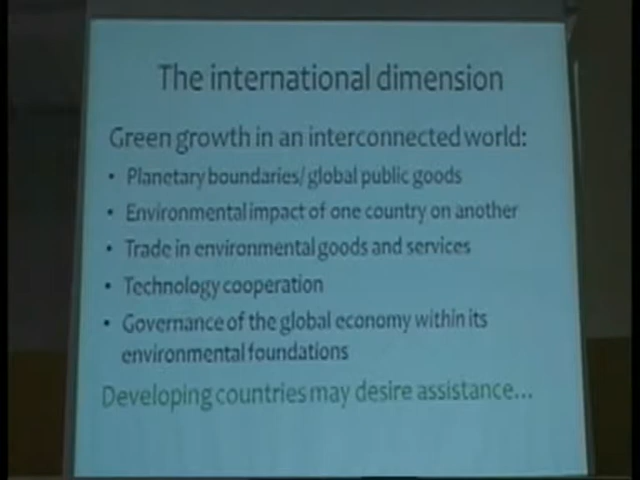 The international dimension
Green growth in an interconnected world:
• Planetary boundaries/ global public goods
• Environmental impact of one country on another
• Trade in environmental goods and services
• Technology cooperation
• Governance of the global economy within its
environmental foundations
Developing countries may desire assistance...